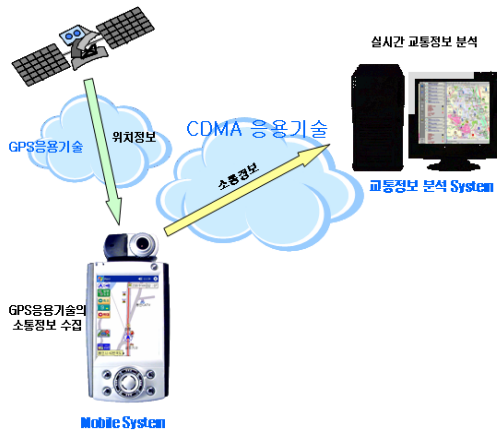 실시간 교통정보 분석
GPS응용기술
위치정보
CDMA 응용기술
소통정보
교통정보 분석 System
GPS응용기술의
소통정보 수집
Mobile System